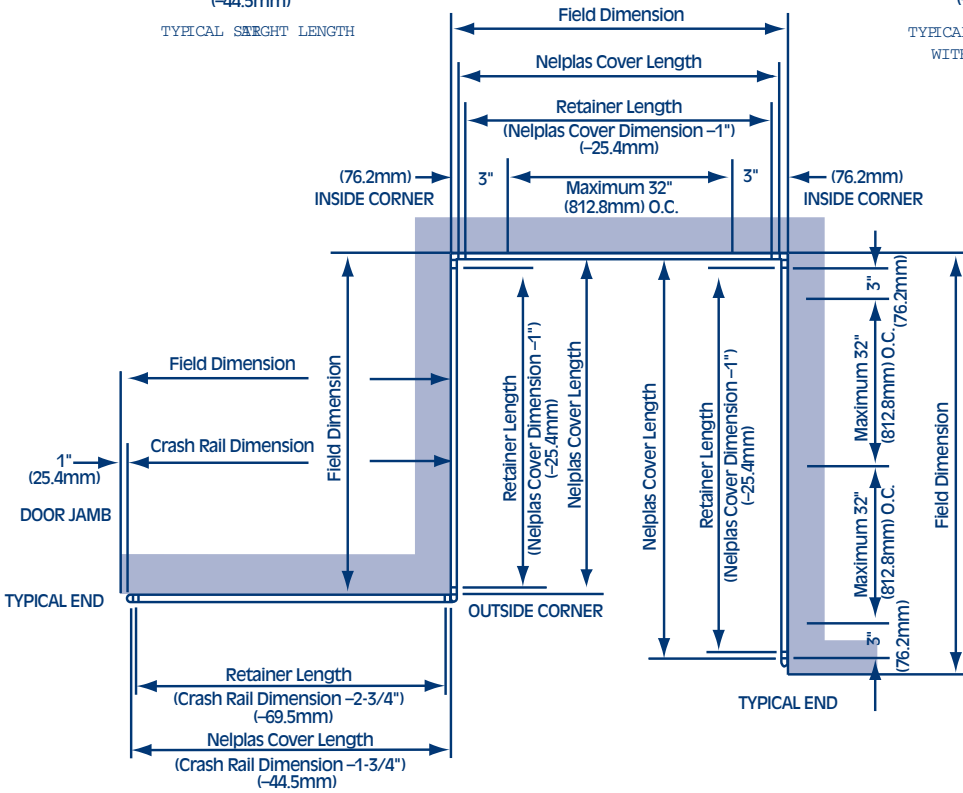 (–44.5mm)
TYPICAL
LENGTH
TYPICAL
Field Dimension
Nelplas Cover Length
Retainer Length
(Nelplas Cover Dimension –1")
(–25.4mm)
(76.2mm)
INSIDE CORNER
3"
Maximum 32"
(812.8mm) O.C.
3"
(76.2mm)
INSIDE CORNER
3"
(76.2mm)
Maximum 32"
(812.8mm) O.C.
Maximum 32"
(812.8mm) O.C.
3"
(76.2mm)
Field Dimension
Field Dimension
Crash Rail Dimension
1"
(25.4mm)
DOOR JAMB
TYPICAL END
Field Dimension
Retainer Length
(Nelplas Cover Dimension –1")
(–25.4mm)
Nelplas Cover Length
Nelplas Cover Length
Retainer Length
(Nelplas Cover Dimension –1")
(–25.4mm)
OUTSIDE CORNER
TYPICAL END
Retainer Length
(Crash Rail Dimension –2-3/4")
(–69.5mm)
Nelplas Cover Length
(Crash Rail Dimension –1-3/4")
(–44.5mm)